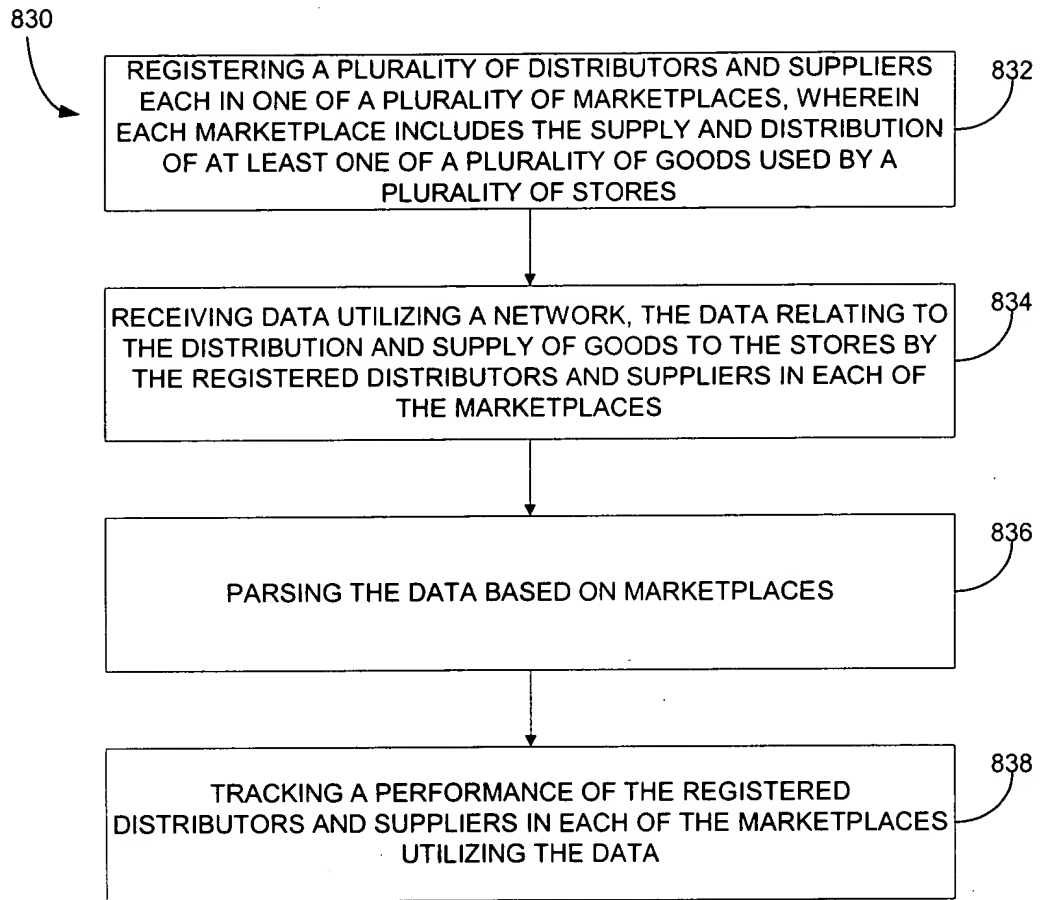 830
REGISTERING A PLURALITY OF DISTRIBUTORS AND SUPPLIERS
EACH IN ONE OF A PLURALITY OF MARKETPLACES, WHEREIN
EACH MARKETPLACE INCLUDES THE SUPPLY AND DISTRIBUTION
OF AT LEAST ONE OF A PLURALITY OF GOODS USED BY A
PLURALITY OF STORES
832
RECEIVING DATA UTILIZING A NETWORK, THE DATA RELATING TO
THE DISTRIBUTION AND SUPPLY OF GOODS TO THE STORES BY
THE REGISTERED DISTRIBUTORS AND SUPPLIERS IN EACH OF
THE MARKETPLACES
834
PARSING THE DATA BASED ON MARKETPLACES
836
TRACKING A PERFORMANCE OF THE REGISTERED
DISTRIBUTORS AND SUPPLIERS IN EACH OF THE MARKETPLACES
UTILIZING THE DATA
838